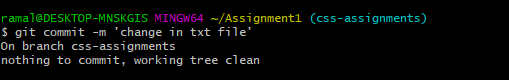 ramal@DESKTOP-MNSKGIS MINGW64 ~/Assignment1 (css-assignments)
$ git commit -m 'change in txt file'
On branch css-assignments
nothing to commit, working tree clean